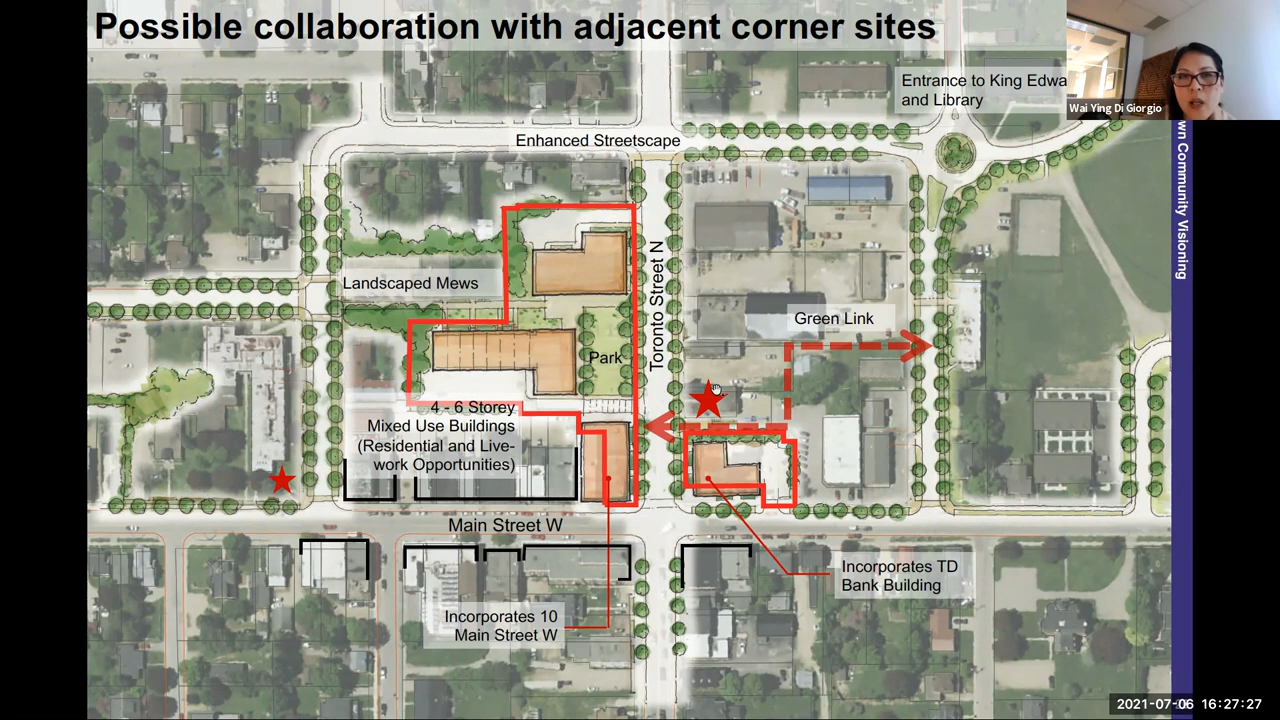 Possible collaboration with adjacent corner sites
Entrance to King Edwa
and Library
Wai Ying Di Giorgio
Enhanced Streetscape
wn Community Visioning
Toronto Street N
Landscaped Mews
Green Link
Park
4 - 6 Storey
Mixed Use Buildings
(Residential and Live-
work Opportunities)
Main Street W
Incorporates TD
Bank Building
Incorporates 10
Main Street W
2021-07-06 16:27:27